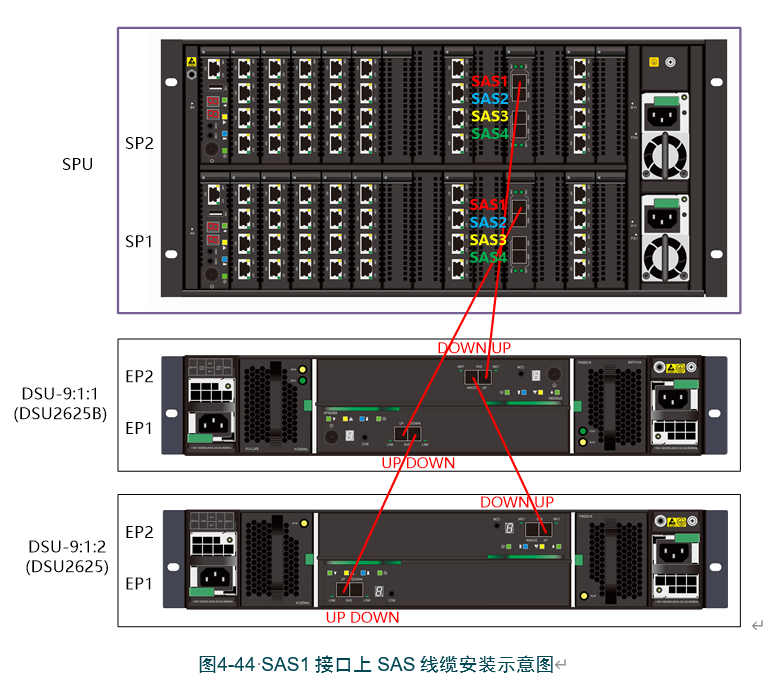 SPU
SP2
SAS1
SAS2
SAS3
SAS4
SP1
SAS1
SAS2
SAS3
SAS4
DOWN UP
DSU-9:1:1
(DSU2625B)
EP2
EP1
UP DOWN
DOWN UP
DSU-9:1:2
(DSU2625)
EP2
EP1
UP DOWN
图4-44 SAS1 接口上 SAS 线缆安装示意图